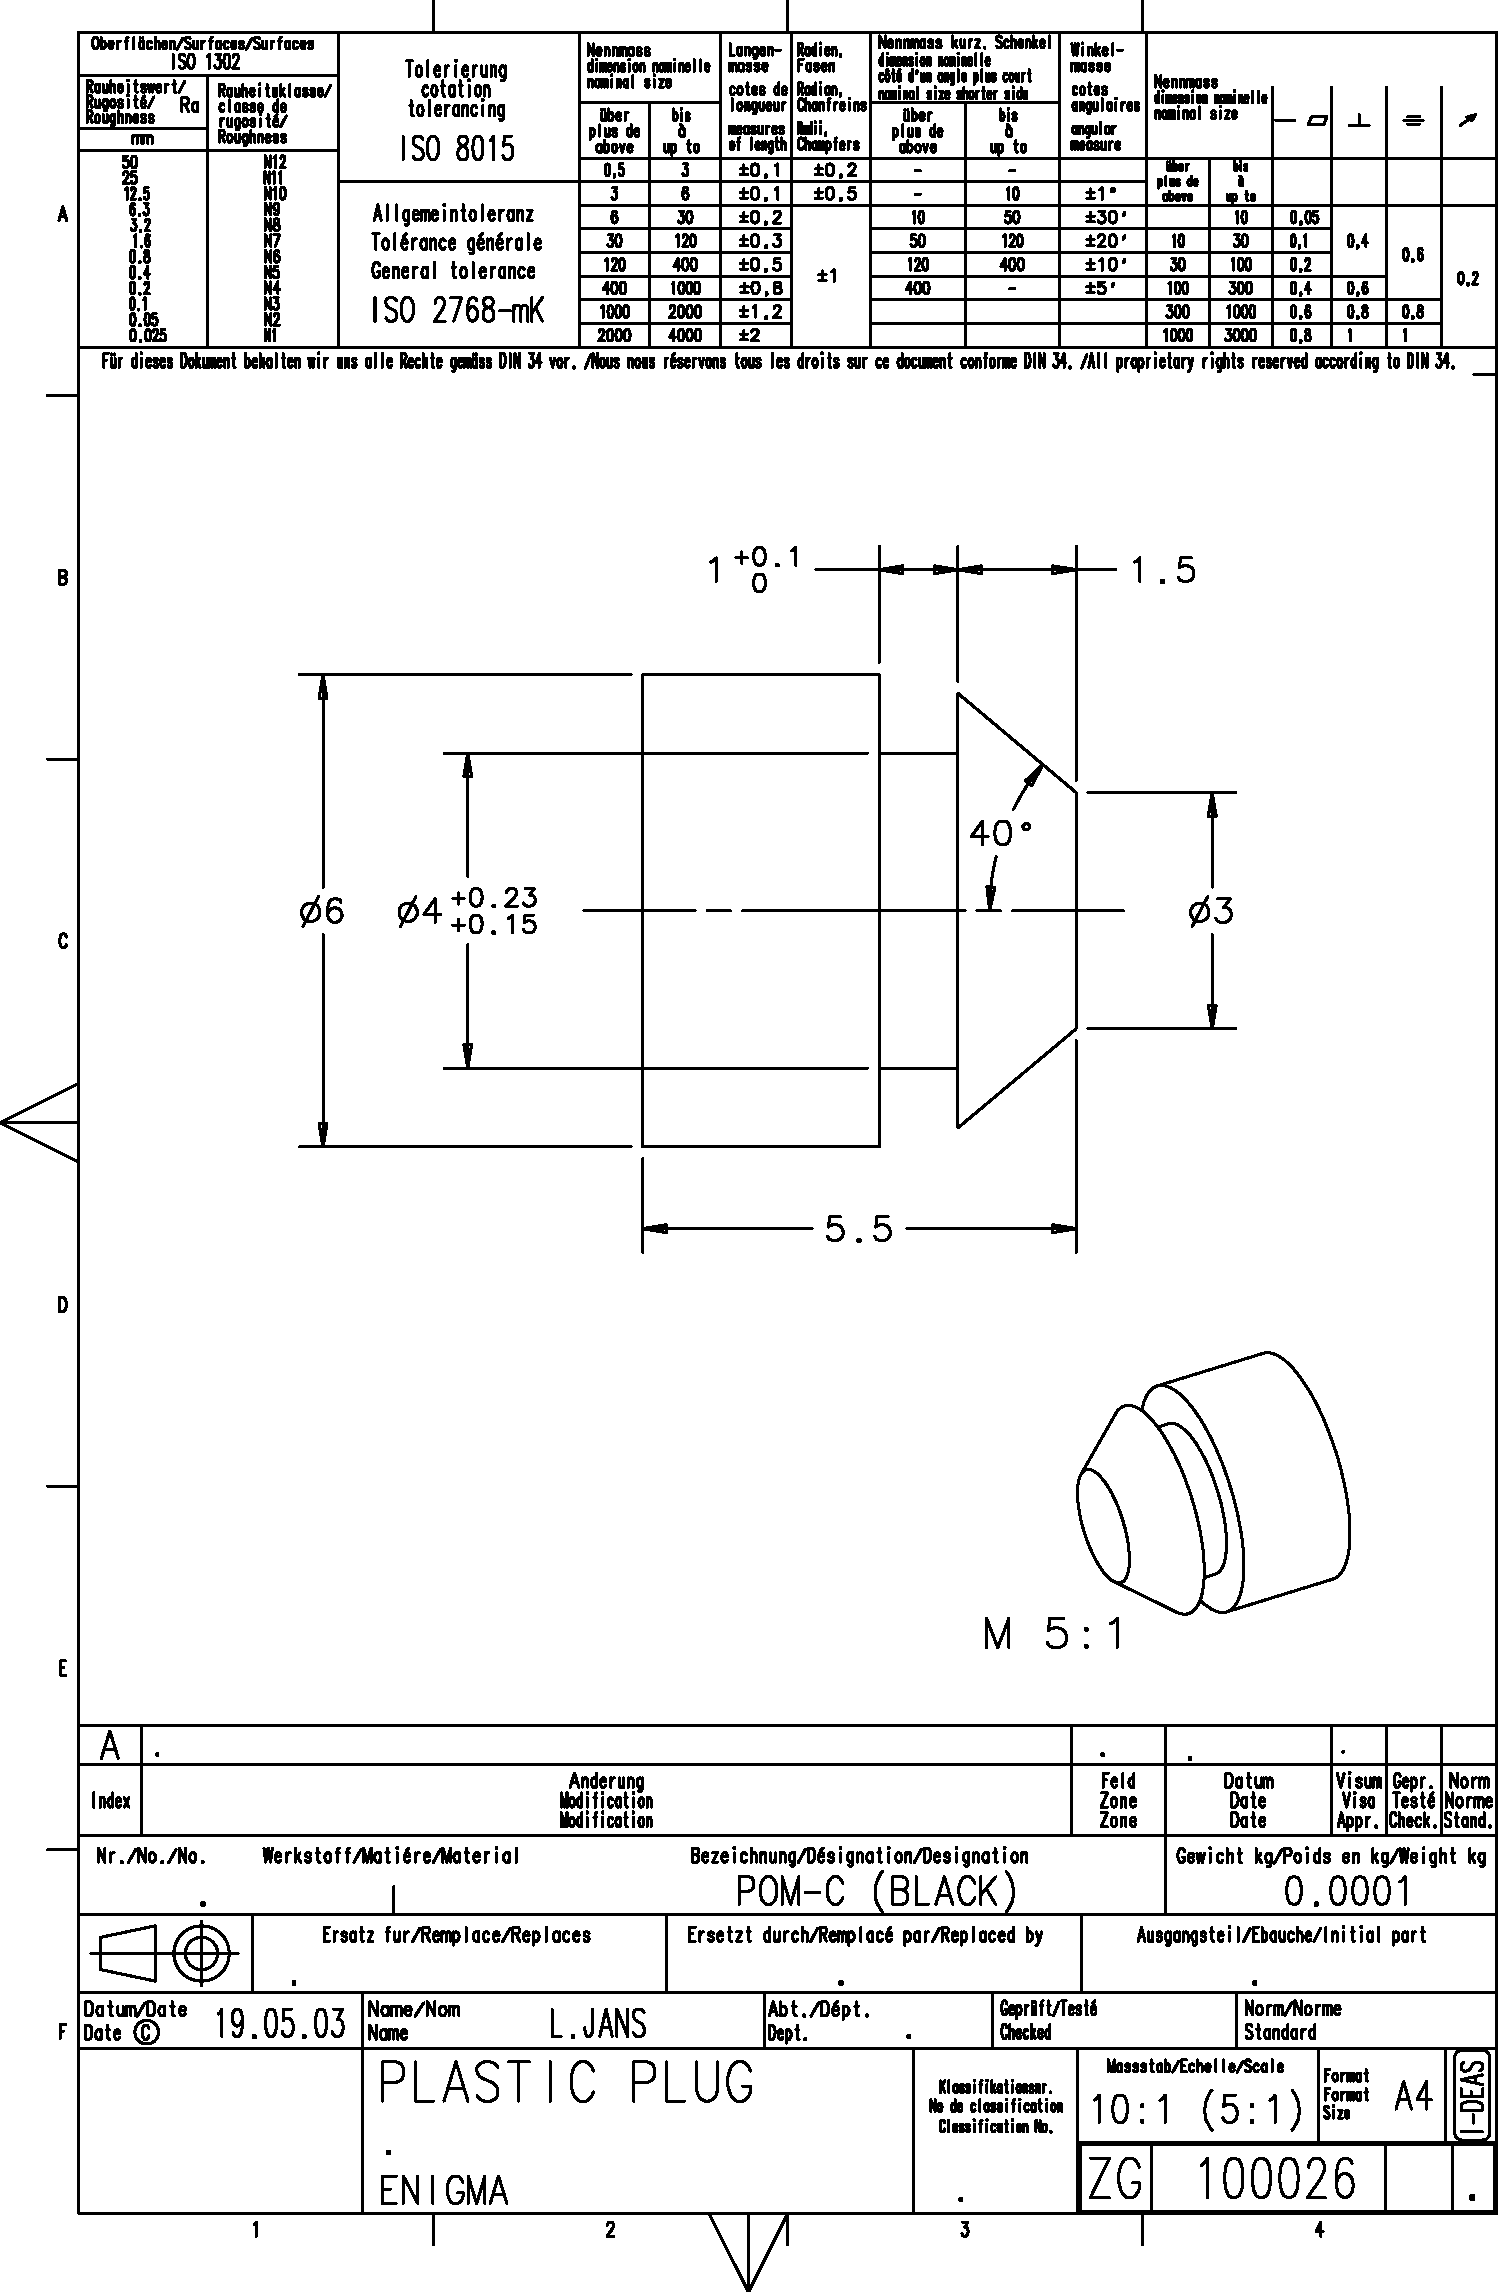 Oberflächen/Surfaces/Surfaces
ISO 1302
Rauheitswert/
Rugosité/ Ra
Roughness
mm
Rauheitsklasse/
classe de
rugosité/
Roughness
50 N12
25 N11
12.5 N10
6.3 N9
3.2 N8
1.6 N7
0.8 N6
0.4 N5
0.2 N4
0.1 N3
0.05 N2
0.025 N1
Tolerierung
cotation
tolerancing
ISO 8015
Allgemeintoleranz
Tolérance générale
General tolerance
ISO 2768-mK
Nennmass
dimension nominelle
nominal size
über
plus de
above
bis
à
up to
Langen-
masse
cotes de
longueur
measures
of length
Radien,
Fasen
Radian,
Chanfreins
Radii,
Champfers
0,5 3 ±0,1 ±0,2
3 6 ±0,1 ±0,5
6 30 ±0,2
30 120 ±0,3
120 400 ±0,5
400 1000 ±0,8
1000 2000 ±1,2
2000 4000 ±2
±1
Nennmass kurz. Schenkel
dimension nominelle
côté d'un angle plus court
nominal size shorter side
über
plus de
above
bis
à
up to
Winkel-
masse
cotes
angulaires
angular
measure
- -
- 10 ±1°
10 50 ±30'
50 120 ±20'
120 400 ±10'
400 - ±5'
Nennmass
dimension nominelle
nominal size
über
plus de
above
bis
à
up to
10 0,05
10 30 0,1 0,4
30 100 0,2 0,6
100 300 0,4 0,6 0.2
300 1000 0,6 0,8 0,8
1000 3000 0,8 1 1
Für dieses Dokument behalten wir uns alle Rechte gemäss DIN 34 vor. /Nous nous réservons tous les droits sur ce document conforme DIN 34. /All proprietary rights reserved according to DIN 34.
A
B
C
D
E
F
1 +0.1
0
1.5
40°
Ø6
Ø4 +0.23
+0.15
Ø3
5.5
M 5:1
A . . . .
Index
Anderung
Modification
Modification
Feld
Zone
Zone
Datum
Date
Date
Visum
Visa
Appr.
Gepr.
Testé
Check.
Norm
Norme
Stand.
Nr./No./No. Werkstoff/Matiére/Material
.
Bezeichnung/Désignation/Designation
POM-C (BLACK)
Gewicht kg/Poids en kg/Weight kg
0.0001
Ersatz fur/Remplace/Replaces
.
Ersetzt durch/Remplacé par/Replaced by
.
Ausgangsteil/Ebauche/Initial part
.
Datum/Date
Date © 19.05.03
Name/Nom
Name L.JANS
Abt./Dépt.
Dept. .
Geprüft/Testé
Checked
Norm/Norme
Standard
PLASTIC PLUG
.
ENIGMA
Klassifikationsnr.
No de classification
Classification No.
.
Massstab/Echelle/Scale
10:1 (5:1)
Format
Format
Size
A4
I-DEAS
ZG 100026 .
1 2 3 4